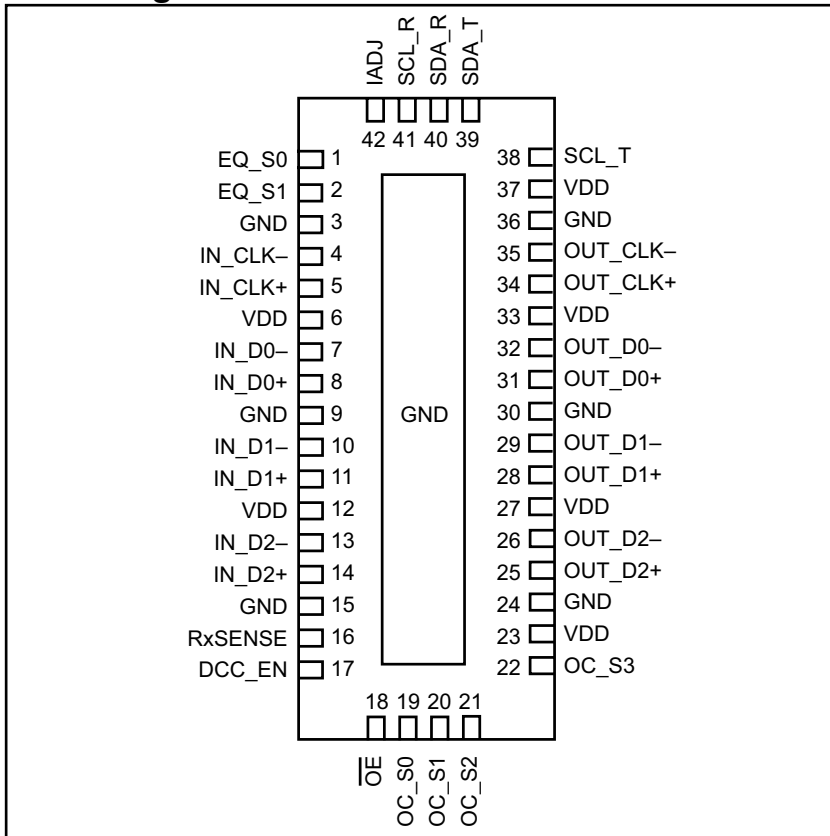 g
IADJ SCL_R SDA_R SDA_T
42 41 40 39
EQ_S0 1
EQ_S1 2
GND 3
IN_CLK– 4
IN_CLK+ 5
VDD 6
IN_D0– 7
IN_D0+ 8
GND 9
IN_D1– 10
IN_D1+ 11
VDD 12
IN_D2– 13
IN_D2+ 14
GND 15
RxSENSE 16
DCC_EN 17
GND
38 SCL_T
37 VDD
36 GND
35 OUT_CLK–
34 OUT_CLK+
33 VDD
32 OUT_D0–
31 OUT_D0+
30 GND
29 OUT_D1–
28 OUT_D1+
27 VDD
26 OUT_D2–
25 OUT_D2+
24 GND
23 VDD
22 OC_S3
18 19 20 21
OE OC_S0 OC_S1 OC_S2